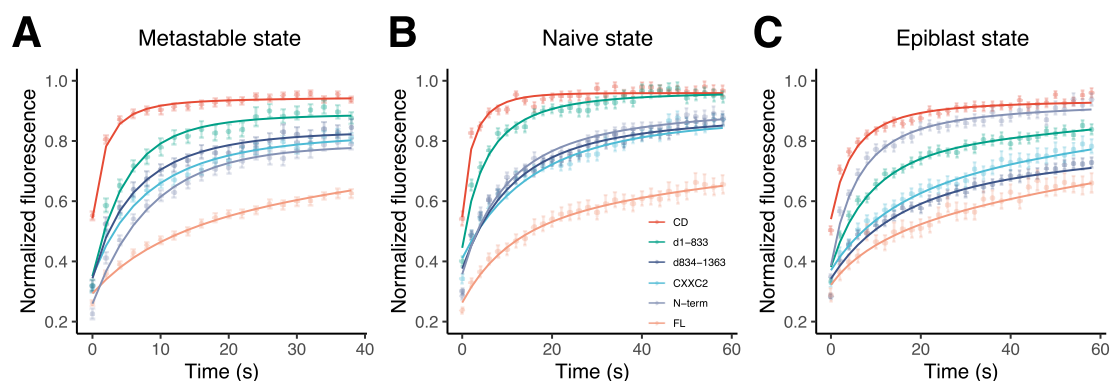 A
Metastable state
Normalized fluorescence
1.0
0.8
0.6
0.4
0.2
0 10 20 30 40
Time (s)
B
Naive state
Normalized fluorescence
1.0
0.8
0.6
0.4
0.2
CD
d1−833
d834−1363
CXXC2
N−term
FL
0 20 40 60
Time (s)
C
Epiblast state
Normalized fluorescence
1.0
0.8
0.6
0.4
0.2
0 20 40 60
Time (s)